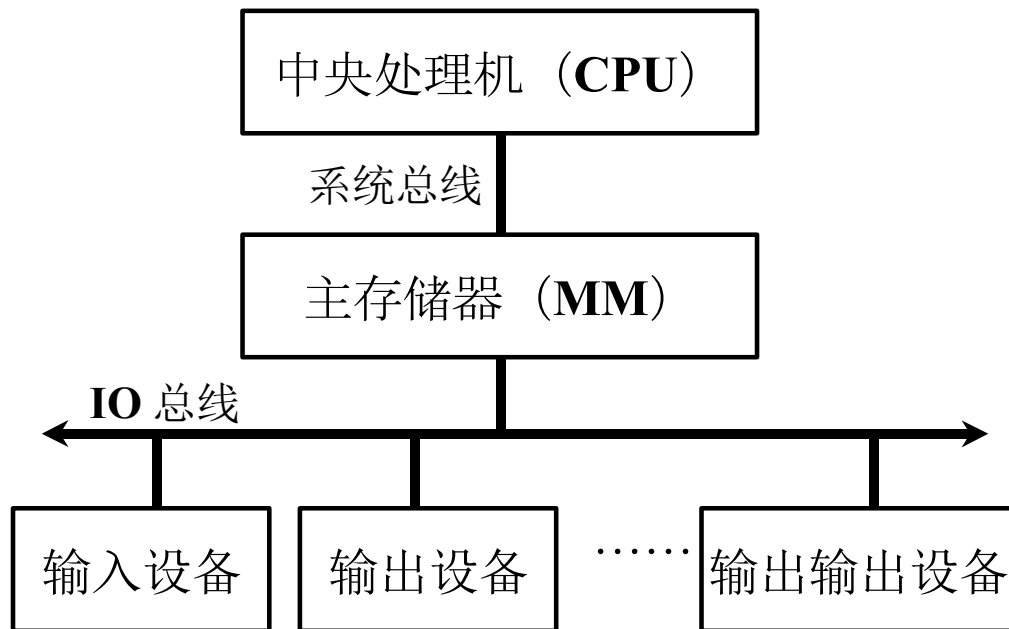 中央处理机（CPU）
系统总线
主存储器（MM）
IO 总线
输入设备
输出设备
……
输出输出设备